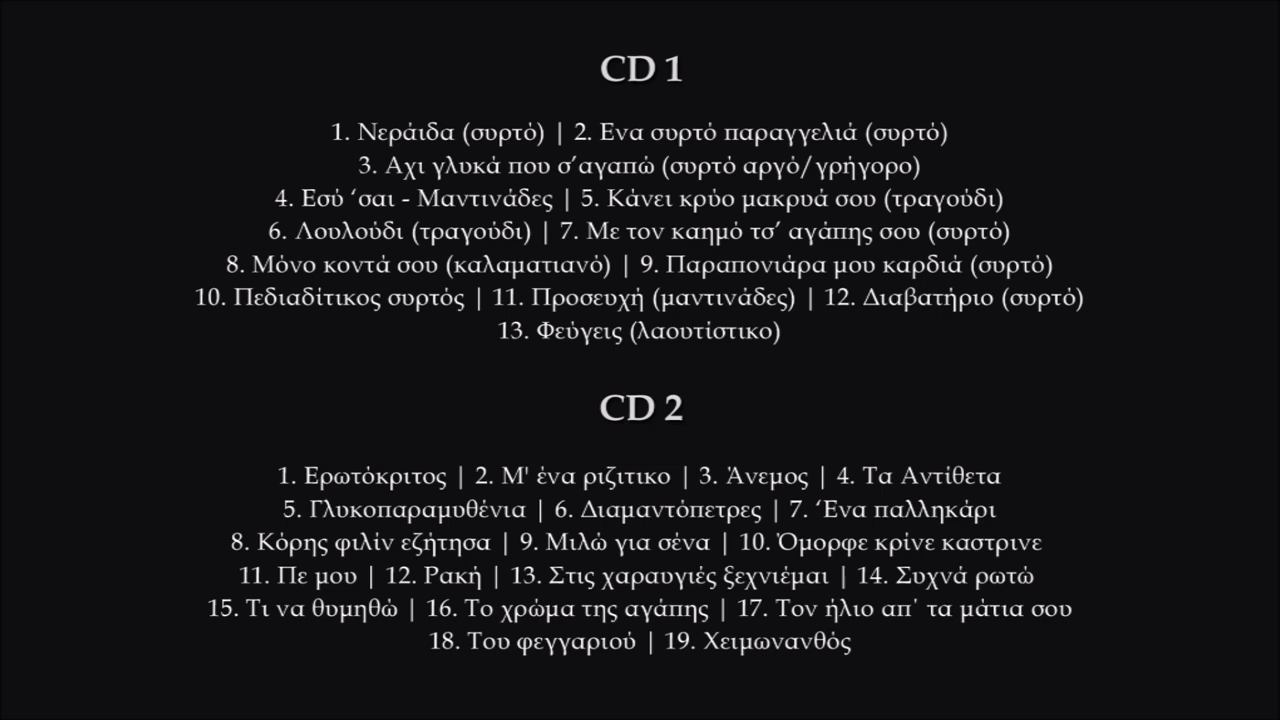 CD 1
1. Νεράιδα (συρτό) | 2. Ενα συρτό παραγγελιά (συρτό)
3. Αχι γλυκά που σ’αγαπώ (συρτό αργό/γρήγορο)
4. Εσύ ‘σαι - Μαντινάδες | 5. Κάνει κρύο μακρυά σου (τραγούδι)
6. Λουλούδι (τραγούδι) | 7. Με τον καημό τσ’ αγάπης σου (συρτό)
8. Μόνο κοντά σου (καλαματιανό) | 9. Παραπονιάρα μου καρδιά (συρτό)
10. Πεδιαδίτικος συρτός | 11. Προσευχή (μαντινάδες) | 12. Διαβατήριο (συρτό)
13. Φεύγεις (λαουτίστικο)
CD 2
1. Ερωτόκριτος | 2. Μ' ένα ριζιτικο | 3. Άνεμος | 4. Τα Αντίθετα
5. Γλυκοπαραμυθένια | 6. Διαμαντόπετρες | 7. ‘Ενα παλληκάρι
8. Κόρης φιλίν εζήτησα | 9. Μιλώ για σένα | 10. Όμορφε κρίνε καστρινε
11. Πε μου | 12. Ρακή | 13. Στις χαραυγιές ξεχνιέμαι | 14. Συχνά ρωτώ
15. Τι να θυμηθώ | 16. Το χρώμα της αγάπης | 17. Τον ήλιο απ΄ τα μάτια σου
18. Του φεγγαριού | 19. Χειμωνανθός